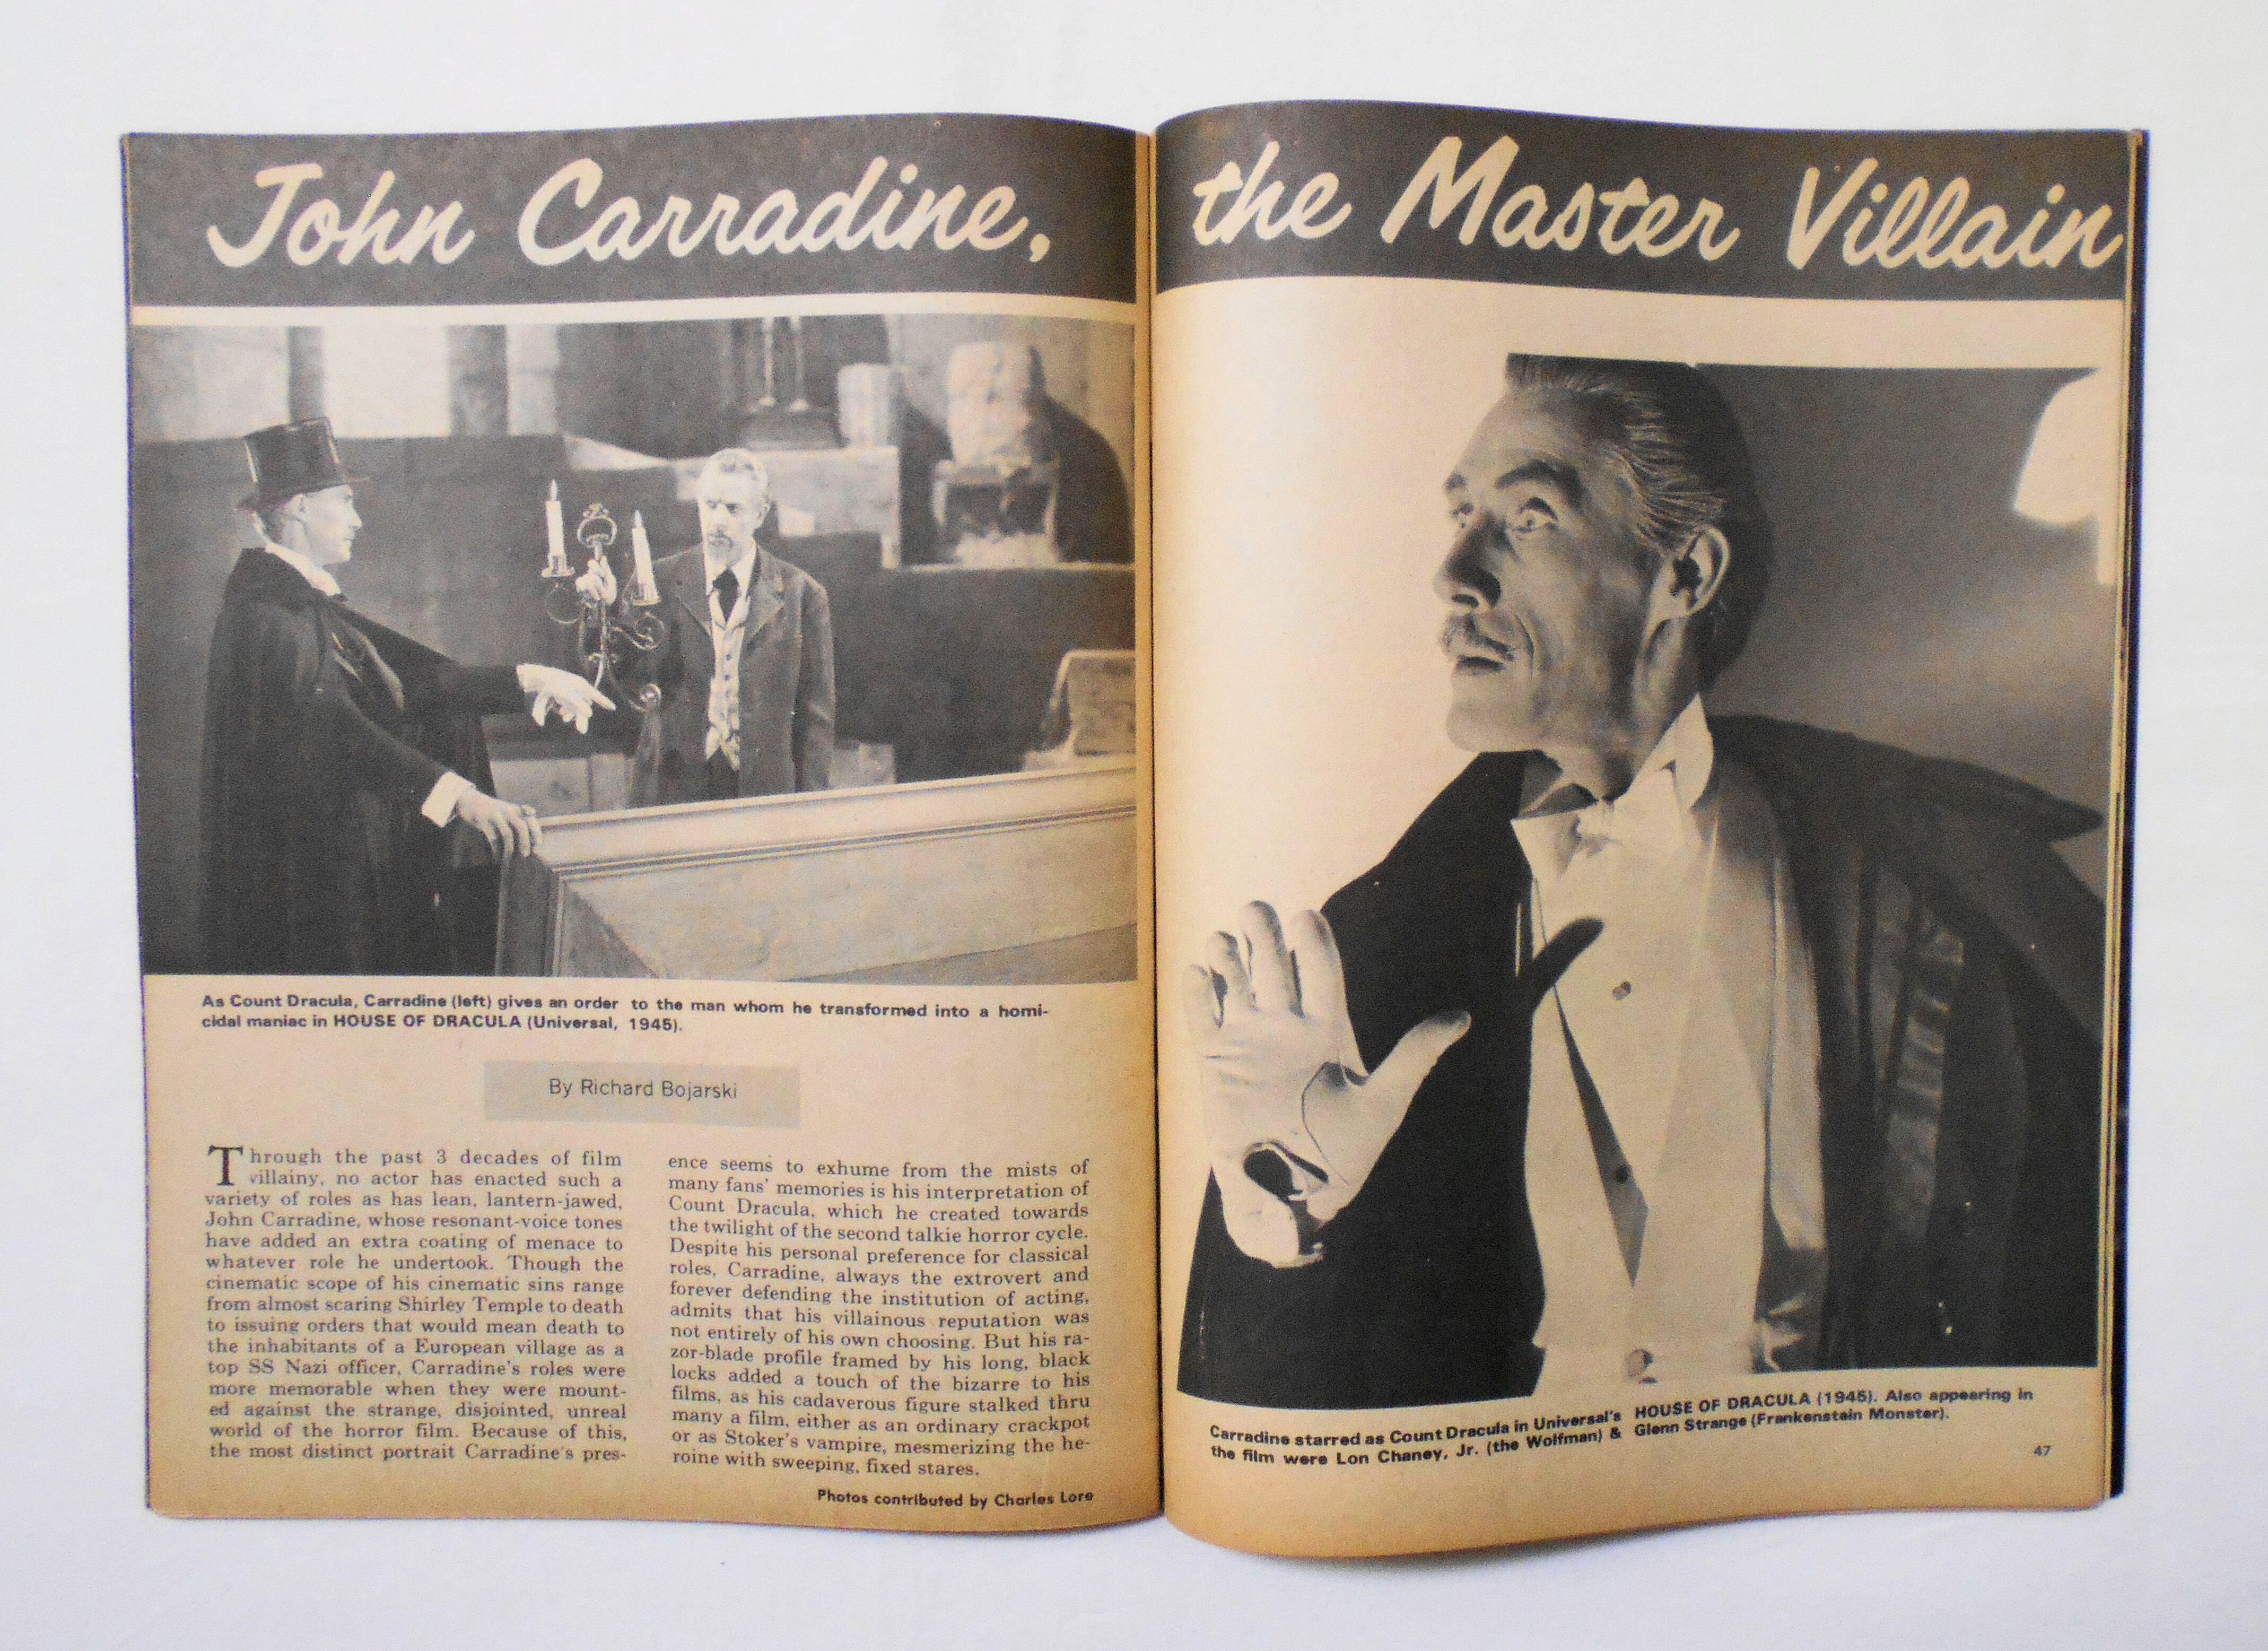 John Carradine, the Master Villain
As Count Dracula, Carradine (left) gives an order to the man whom he transformed into a homi-
cidal maniac in HOUSE OF DRACULA (Universal, 1945).
By Richard Bojarski
Through the past 3 decades of film
villainy, no actor has enacted such a
variety of roles as has lean, lantern-jawed,
John Carradine, whose resonant-voice tones
have added an extra coating of menace to
whatever role he undertook. Though the
cinematic scope of his cinematic sins range
from almost scaring Shirley Temple to death
to issuing orders that would mean death to
the inhabitants of a European village as a
top SS Nazi officer, Carradine's roles were
more memorable when they were mount-
ed against the strange, disjointed, unreal
world of the horror film. Because of this,
the most distinct portrait Carradine's pres-
ence seems to exhume from the mists of
many fans' memories is his interpretation of
Count Dracula, which he created towards
the twilight of the second talkie horror cycle.
Despite his personal preference for classical
roles, Carradine, always the extrovert and
forever defending the institution of acting,
admits that his villainous reputation was
not entirely of his own choosing. But his ra-
zor-blade profile framed by his long, black
locks added a touch of the bizarre to his
films, as his cadaverous figure stalked thru
many a film, either as an ordinary crackpot
or as Stoker's vampire, mesmerizing the he-
roine with sweeping, fixed stares.
Photos contributed by Charles Lore
Carradine starred as Count Dracula in Universal's HOUSE OF DRACULA (1945). Also appearing in
the film were Lon Chaney, Jr. (the Wolfman) & Glenn Strange (Frankenstein Monster).
47